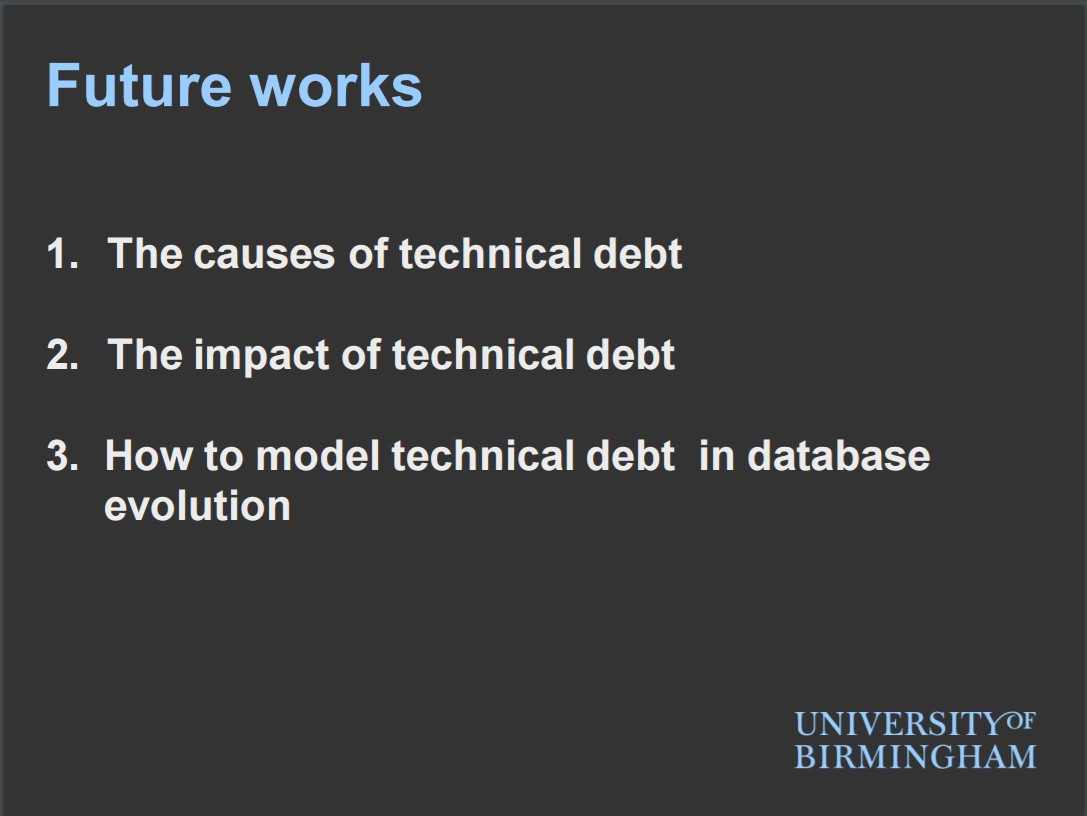 Future works
1. The causes of technical debt
2. The impact of technical debt
3. How to model technical debt  in database
evolution
UNIVERSITY OF
BIRMINGHAM